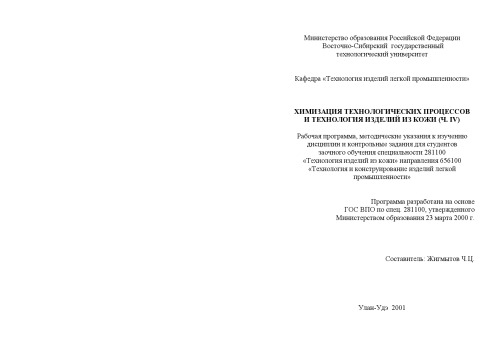 Министерство образования Российской Федерации
Восточно-Сибирский государственный
технологический университет
Кафедра «Технология изделий легкой промышленности»
ХИМИЗАЦИЯ ТЕХНОЛОГИЧЕСКИХ ПРОЦЕССОВ
И ТЕХНОЛОГИЯ ИЗДЕЛИЙ ИЗ КОЖИ (Ч. IV)
Рабочая программа, методические указания к изучению
дисциплин и контрольные задания для студентов
заочного обучения специальности 281100
«Технология изделий из кожи» направления 656100
«Технология и конструирование изделий легкой
промышленности»
Программа разработана на основе
ГОС ВПО по спец. 281100, утвержденного
Министерством образования 23 марта 2000 г.
Составитель: Жигмытов Ч.Ц.
Улан-Удэ 2001